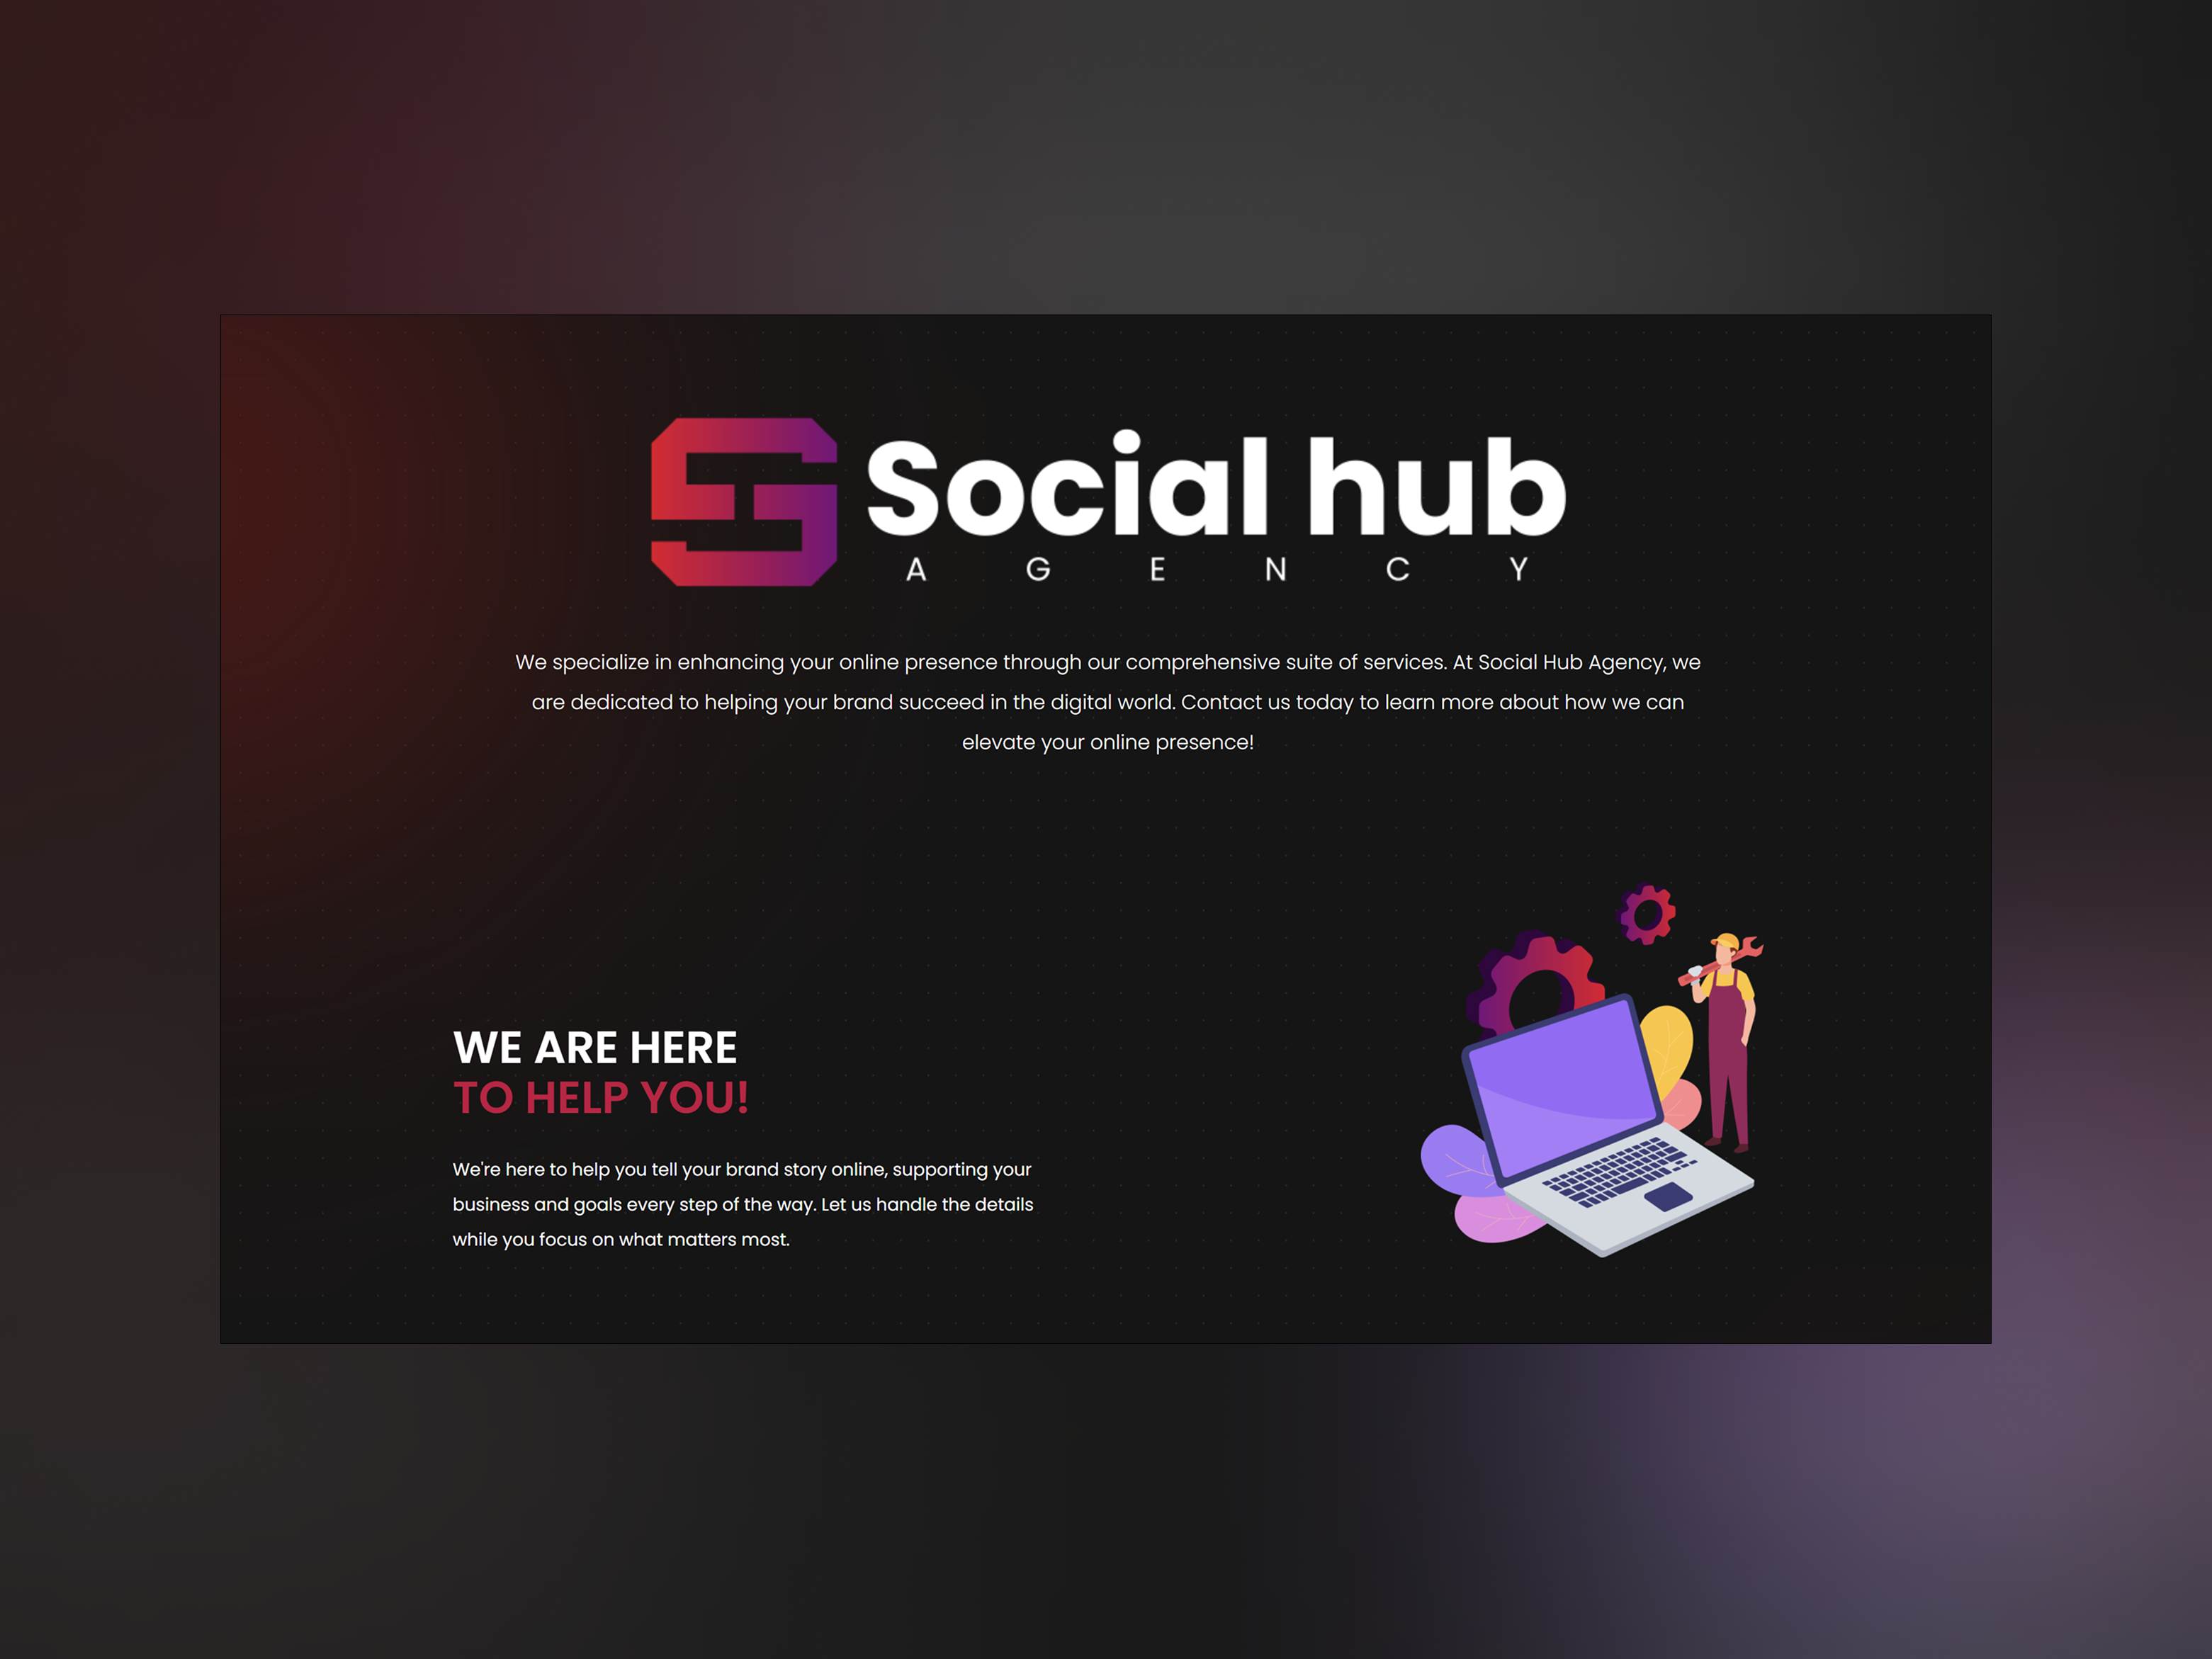 Social hub
AGENCY
We specialize in enhancing your online presence through our comprehensive suite of services. At Social Hub Agency, we
are dedicated to helping your brand succeed in the digital world. Contact us today to learn more about how we can
elevate your online presence!
WE ARE HERE
TO HELP YOU!
We're here to help you tell your brand story online, supporting your
business and goals every step of the way. Let us handle the details
while you focus on what matters most.